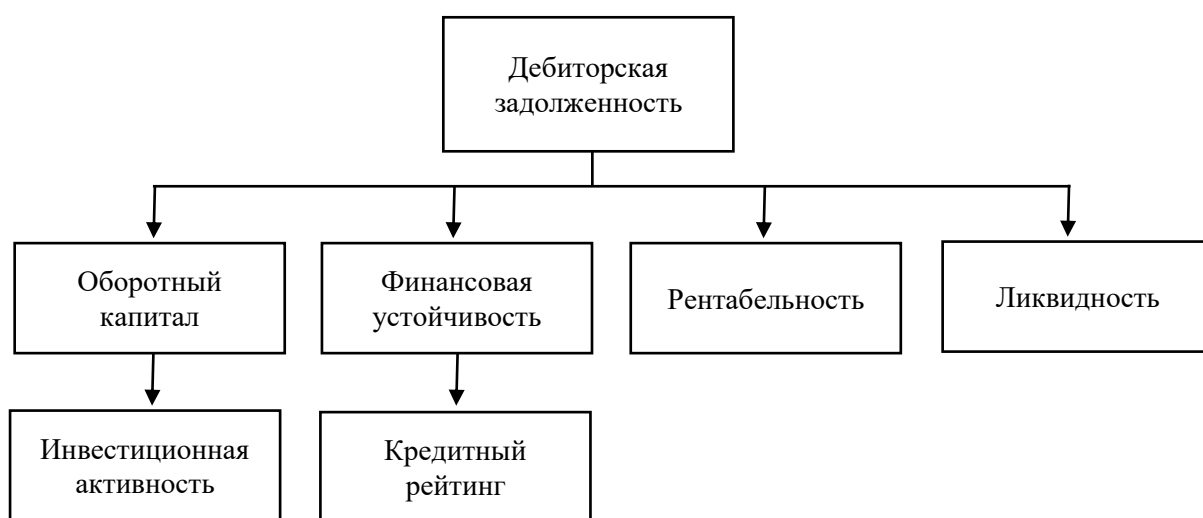 Дебиторская
задолженность
Оборотный
капитал
Финансовая
устойчивость
Рентабельность
Ликвидность
Инвестиционная
активность
Кредитный
рейтинг